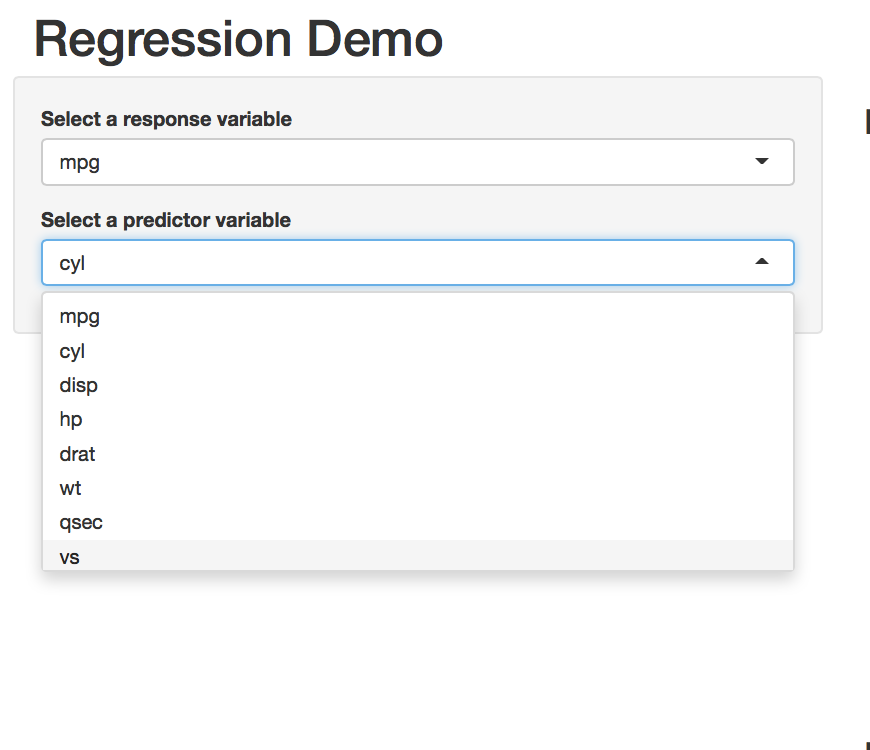 Regression Demo
Select a response variable
mpg
Select a predictor variable
cyl
mpg
cyl
disp
hp
drat
wt
qsec
vs